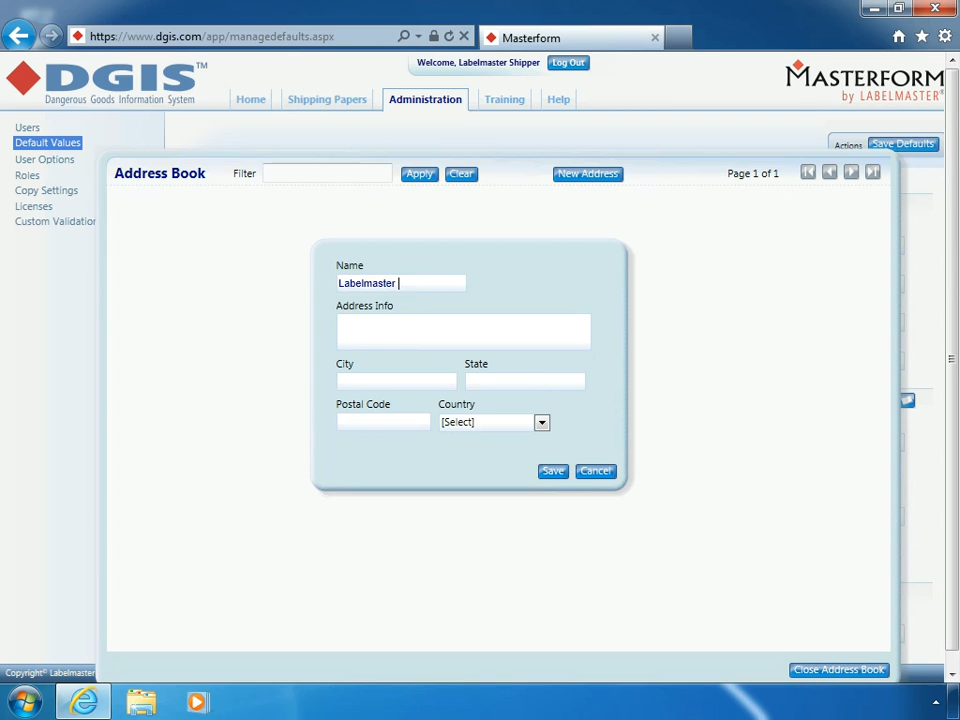 https://www.dgis.com/app/managedefaults.aspx
Masterform
DGIS™
Dangerous Goods Information System
Welcome, Labelmaster Shipper
Log Out
MASTERFORM
by LABELMASTER®
Home
Shipping Papers
Administration
Training
Help
Users
Default Values
User Options
Roles
Copy Settings
Licenses
Custom Validation
Actions
Save Defaults
Address Book
Filter
Apply
Clear
New Address
Page 1 of 1
Name
Labelmaster
Address Info
City
State
Postal Code
Country
[Select]
Save
Cancel
Copyright© Labelmaster,
Close Address Book